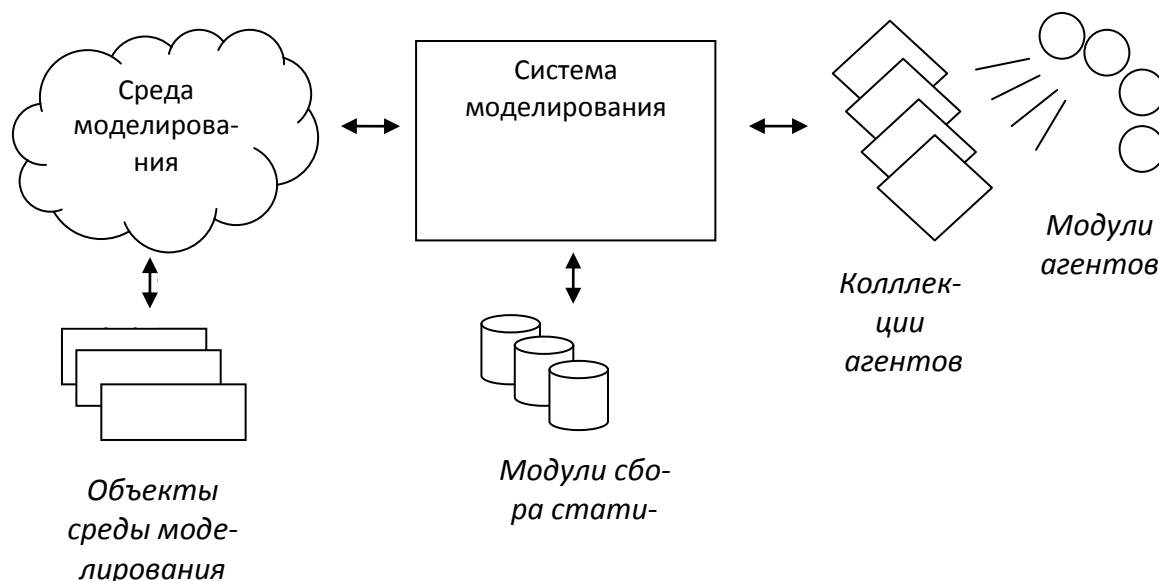 Среда
моделирова-
ния
Система
моделирования
Модули
агентов
Колллек-
ции
агентов
Объекты
среды моде-
лирования
Модули сбо-
ра стати-